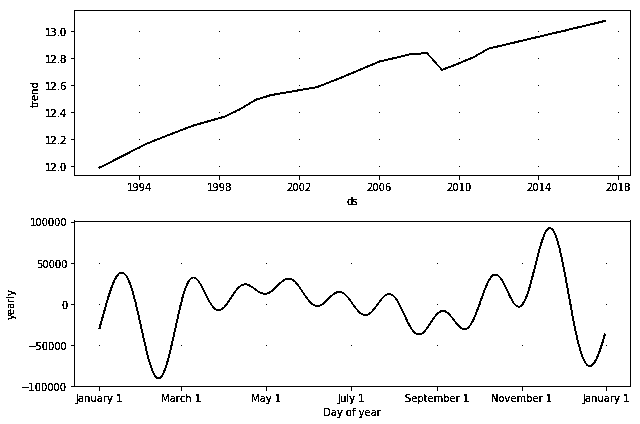 13.0
12.8
12.6
12.4
12.2
12.0
trend
1994 1998 2002 2006 2010 2014 2018
ds
100000
50000
0
−50000
−100000
yearly
January 1 March 1 May 1 July 1 September 1 November 1 January 1
Day of year